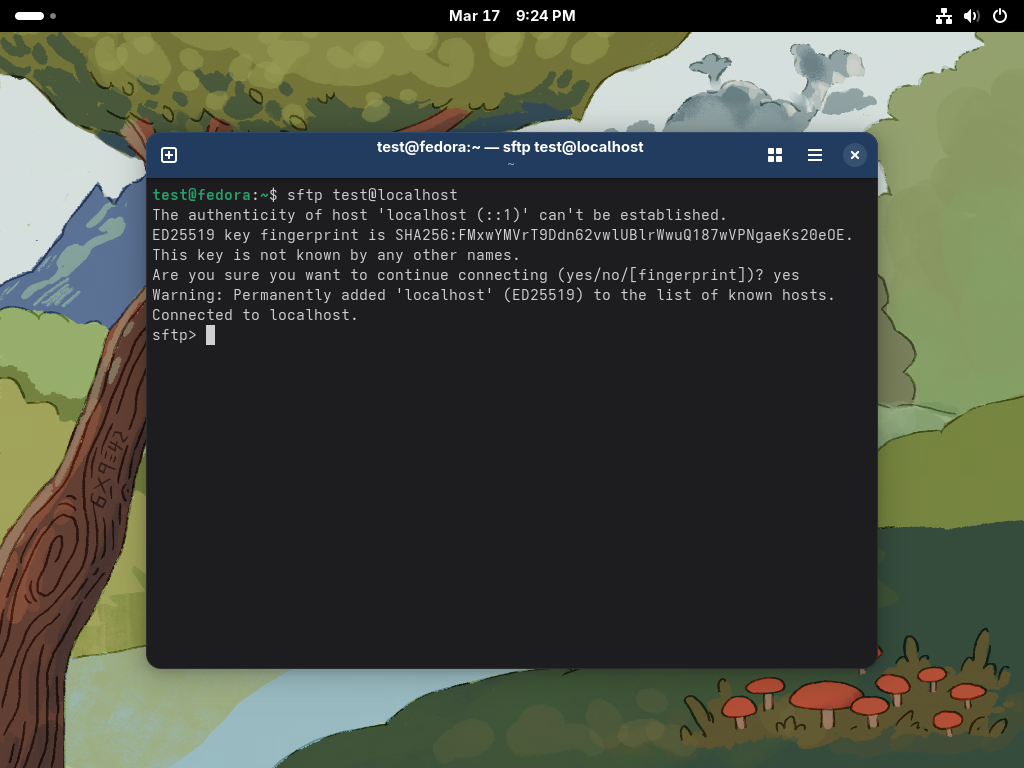 Mar 17 9:24 PM
test@fedora:~ — sftp test@localhost
~
test@fedora:~$ sftp test@localhost
The authenticity of host 'localhost (::1)' can't be established.
ED25519 key fingerprint is SHA256:FMxwYMVrT9Ddn62vwlUBlrWwuQ187wVPNgaeKs20eOE.
This key is not known by any other names.
Are you sure you want to continue connecting (yes/no/[fingerprint])? yes
Warning: Permanently added 'localhost' (ED25519) to the list of known hosts.
Connected to localhost.
sftp>
6×9=42